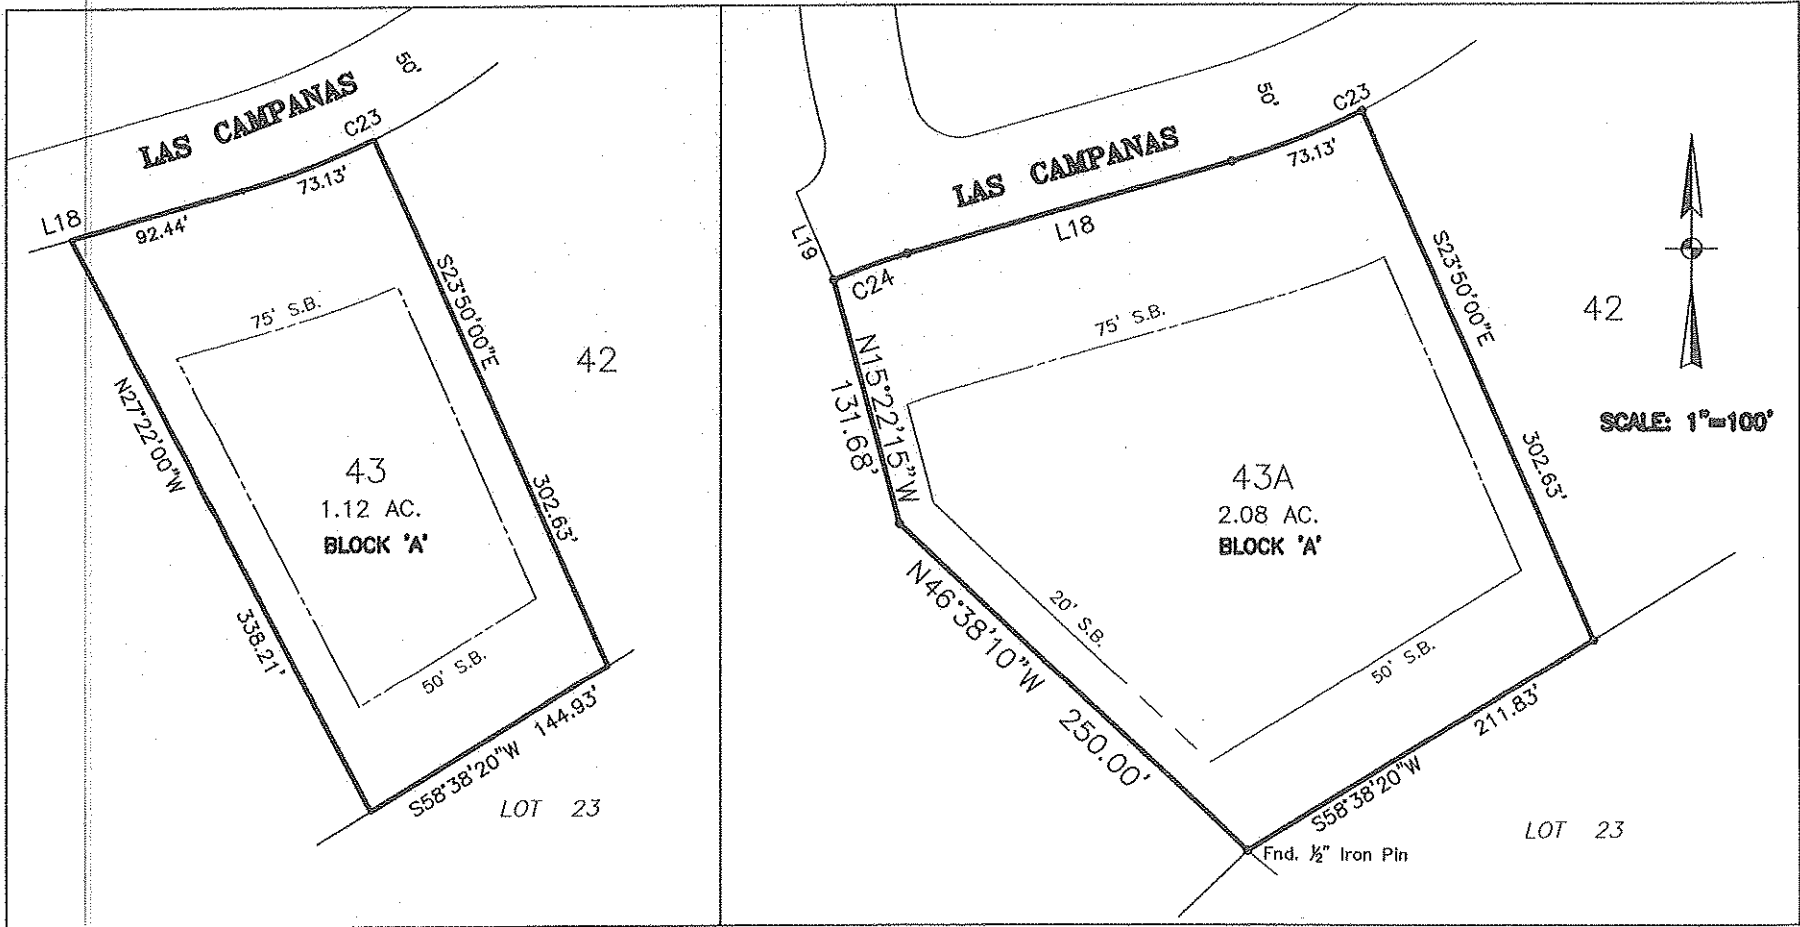 LAS CAMPANAS
50'
C23
73.13'
L18
92.44'
S23°50'00"E
302.63'
75' S.B.
42
N27°22'00"W
338.21'
43
1.12 AC.
BLOCK 'A'
50' S.B.
144.93'
S58°38'20"W
LOT 23
LAS CAMPANAS
50'
C23
73.13'
L18
L19
C24
N15°22'15"W
131.68'
75' S.B.
S23°50'00"E
302.63'
42
SCALE: 1"=100'
43A
2.08 AC.
BLOCK 'A'
20' S.B.
N46°38'10"W 250.00'
50' S.B.
211.83'
S58°38'20"W
LOT 23
Fnd. ½" Iron Pin